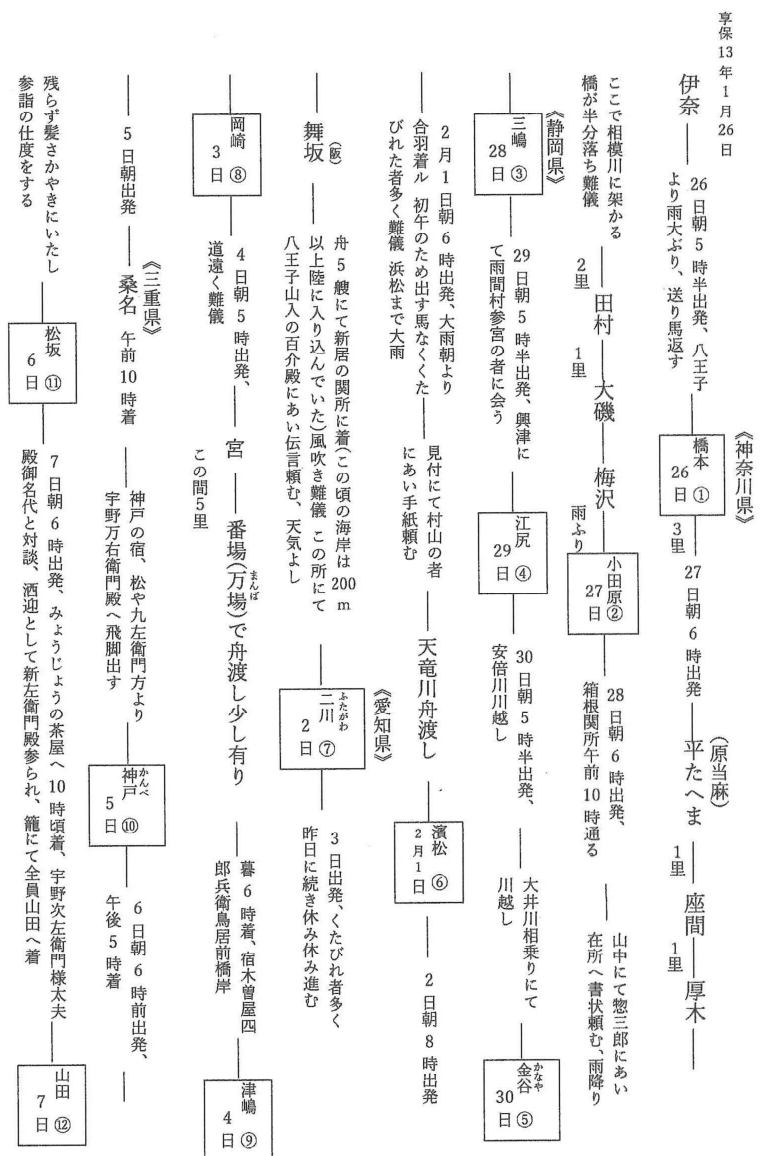 享保13年1月26日
伊奈
26日朝5時半出発、八王子
より雨大ぶり、送り馬返す
《神奈川県》
橋本①
26日
3里
27日朝6時出発
(原当麻)
平たへま
1里
座間
1里
厚木
ここで相模川に架かる
橋が半分落ち難儀
2里
田村
1里
大磯
梅沢
雨ふり
小田原②
27日
28日朝6時出発、
箱根関所午前10時通る
山中にて惣三郎にあい
在所へ書状頼む、雨降り
《静岡県》
三嶋③
28日
29日朝5時半出発、興津に
て雨間村参宮の者に会う
江尻④
29日
30日朝5時半出発、
安倍川川越し
大井川相乗りにて
川越し
かなや
金谷⑤
30日
2月1日朝6時出発、大雨朝より
合羽着ル 初午のため出す馬なくくた
びれた者多く難儀 浜松まで大雨
見付にて村山の者
にあい手紙頼む
天竜川舟渡し
濱松⑥
2月1日
2日朝8時出発
(阪)
舞坂
舟5艘にて新居の関所に着(この頃の海岸は200m
以上陸に入り込んでいた)風吹き難儀 この所にて
八王子山入の百介殿にあい伝言頼む、天気よし
《愛知県》
ふたがわ
二川⑦
2日
3日出発、くたびれ者多く
昨日に続き休み休み進む
岡崎⑧
3日
4日朝5時出発、
道遠く難儀
宮
この間5里
まんば
番場(万場)で舟渡し少し有り
暮6時着、宿木曽屋四
郎兵衛鳥居前橋岸
津嶋⑨
4日
5日朝出発
《三重県》
桑名 午前10時着
神戸の宿、松や九左衛門方より
宇野万右衛門殿へ飛脚出す
かんべ
神戸⑩
5日
6日朝6時前出発、
午後5時着
残らず髪さかやきにいたし
参詣の仕度をする
松坂⑪
6日
7日朝6時出発、みょうじょうの茶屋へ10時頃着、宇野次左衛門様太夫
殿御名代と対談、酒迎として新左衛門殿参られ、籠にて全員山田へ着
山田⑫
7日